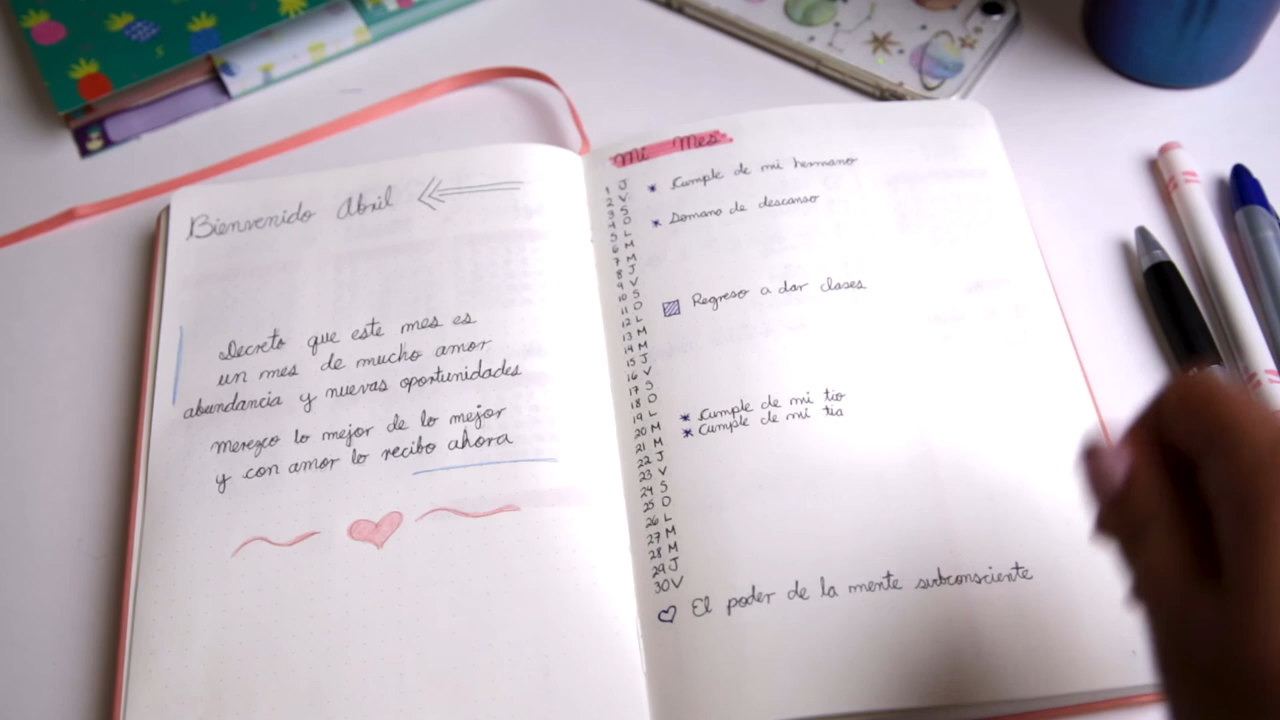 Bienvenido Abril
Decreto que este mes es
un mes de mucho amor
abundancia y nuevas oportunidades
merezco lo mejor de lo mejor
y con amor lo recibo ahora
Mi Mes
1 J * Cumple de mi hermano
2 V
3 S * Semana de descanso
4 D
5 L
6 M
7 M
8 J
9 V
10 S Regreso a dar clases
11 D
12 L
13 M
14 M
15 J
16 V
17 S
18 D
19 L * Cumple de mi tio
20 M * Cumple de mi tia
21 M
22 J
23 V
24 S
25 D
26 L
27 M
28 M
29 J
30 V
El poder de la mente subconsciente